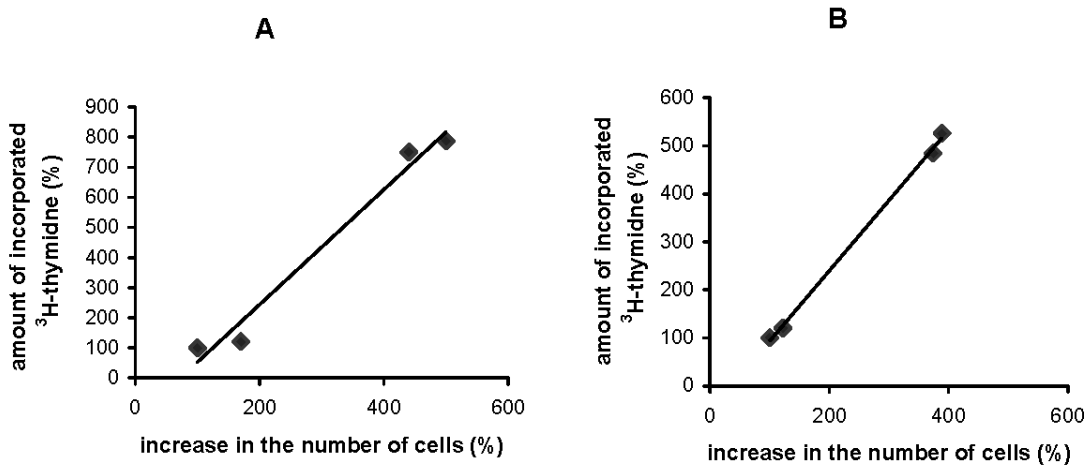 A
amount of incorporated
³H-thymidne (%)
900
800
700
600
500
400
300
200
100
0
0 200 400 600
increase in the number of cells (%)
B
amount of incorporated
³H-thymidne (%)
600
500
400
300
200
100
0
0 200 400 600
increase in the number of cells (%)